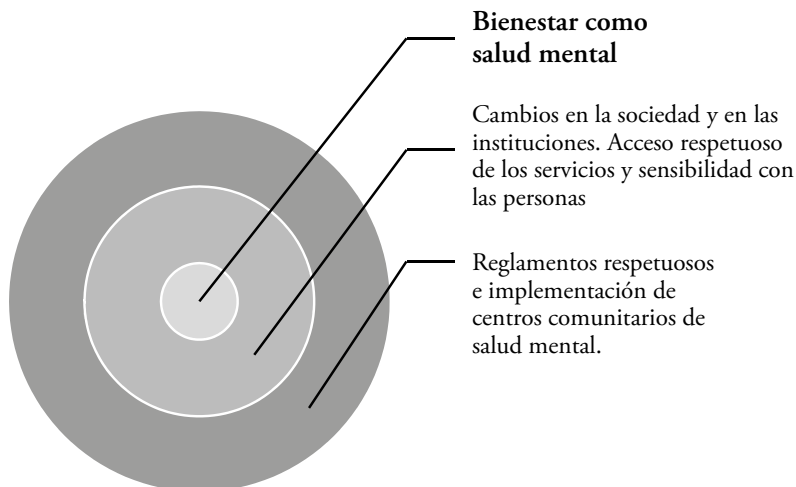 Bienestar como
salud mental
Cambios en la sociedad y en las
instituciones. Acceso respetuoso
de los servicios y sensibilidad con
las personas
Reglamentos respetuosos
e implementación de
centros comunitarios de
salud mental.